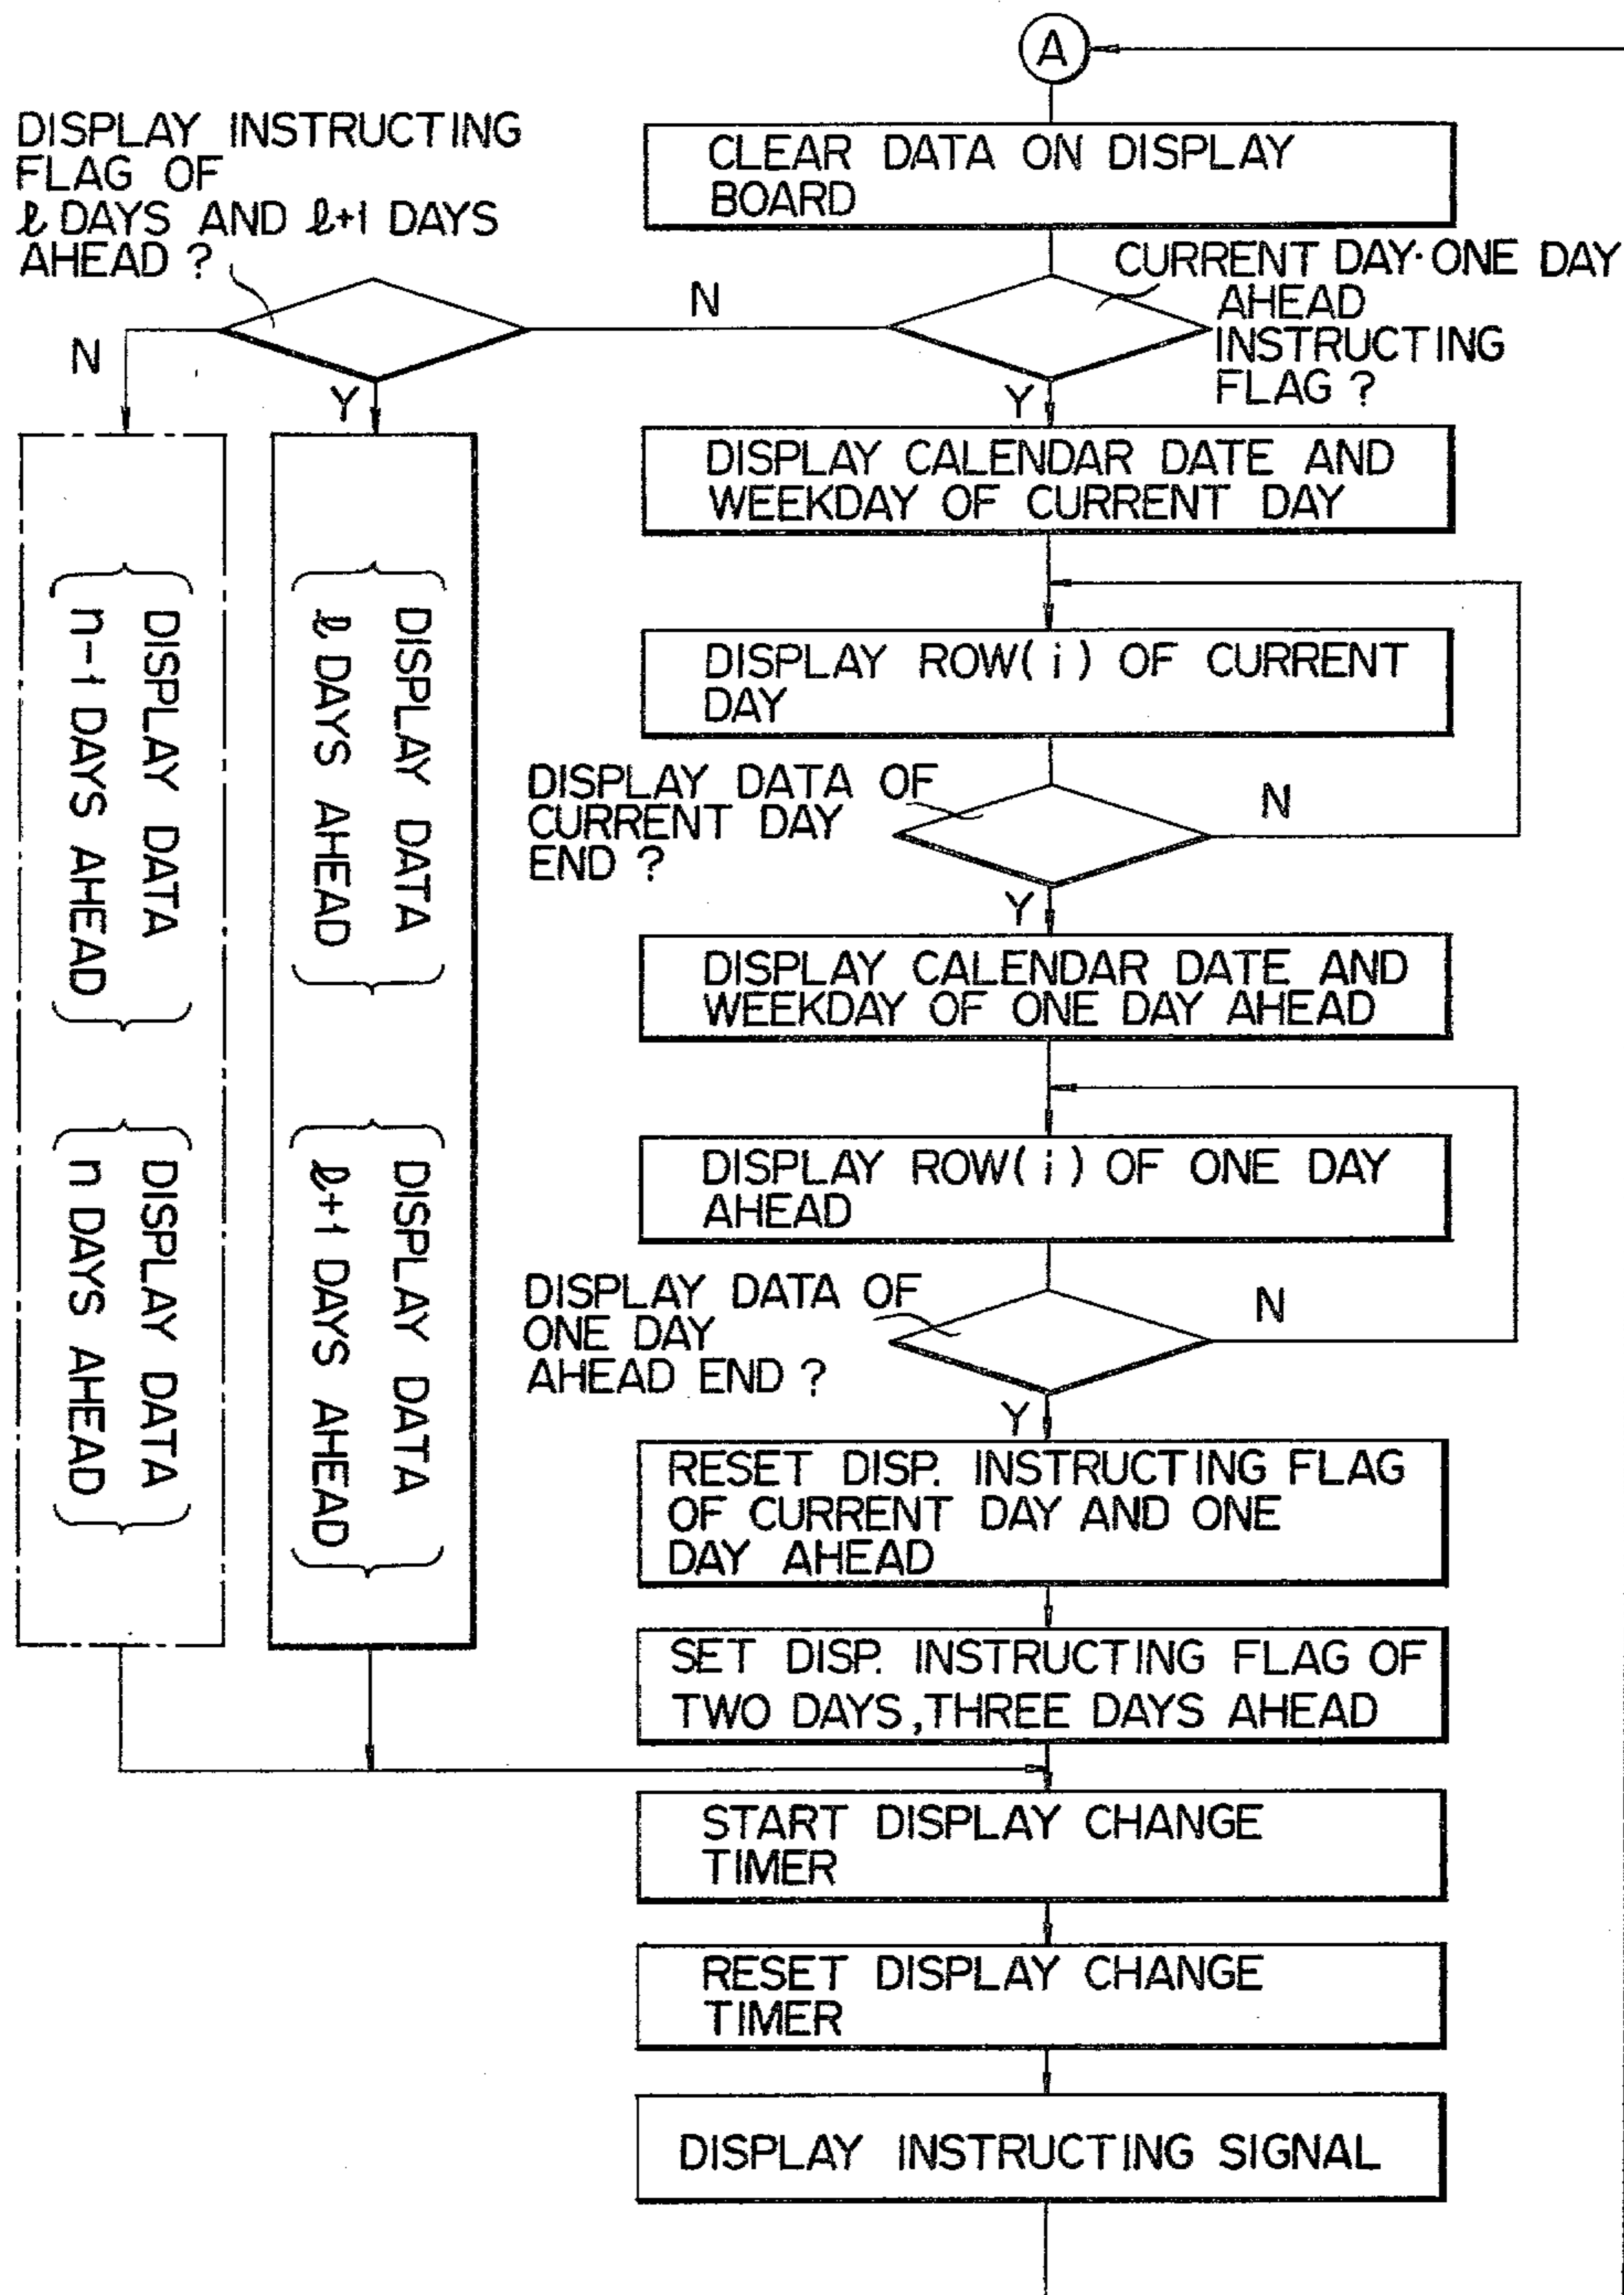 A
CLEAR DATA ON DISPLAY
BOARD
DISPLAY INSTRUCTING
FLAG OF
ℓ DAYS AND ℓ+1 DAYS
AHEAD ?
CURRENT DAY·ONE DAY
AHEAD
INSTRUCTING
FLAG ?
N
N
Y
Y
DISPLAY CALENDAR DATE AND
WEEKDAY OF CURRENT DAY
DISPLAY ROW(i) OF CURRENT
DAY
DISPLAY DATA OF
CURRENT DAY
END ?
N
Y
DISPLAY CALENDAR DATE AND
WEEKDAY OF ONE DAY AHEAD
DISPLAY ROW(i) OF ONE DAY
AHEAD
DISPLAY DATA OF
ONE DAY
AHEAD END ?
N
Y
RESET DISP. INSTRUCTING FLAG
OF CURRENT DAY AND ONE
DAY AHEAD
SET DISP. INSTRUCTING FLAG OF
TWO DAYS,THREE DAYS AHEAD
START DISPLAY CHANGE
TIMER
RESET DISPLAY CHANGE
TIMER
DISPLAY INSTRUCTING SIGNAL
DISPLAY DATA
ℓ DAYS AHEAD
DISPLAY DATA
ℓ+1 DAYS AHEAD
DISPLAY DATA
n-1 DAYS AHEAD
DISPLAY DATA
n DAYS AHEAD